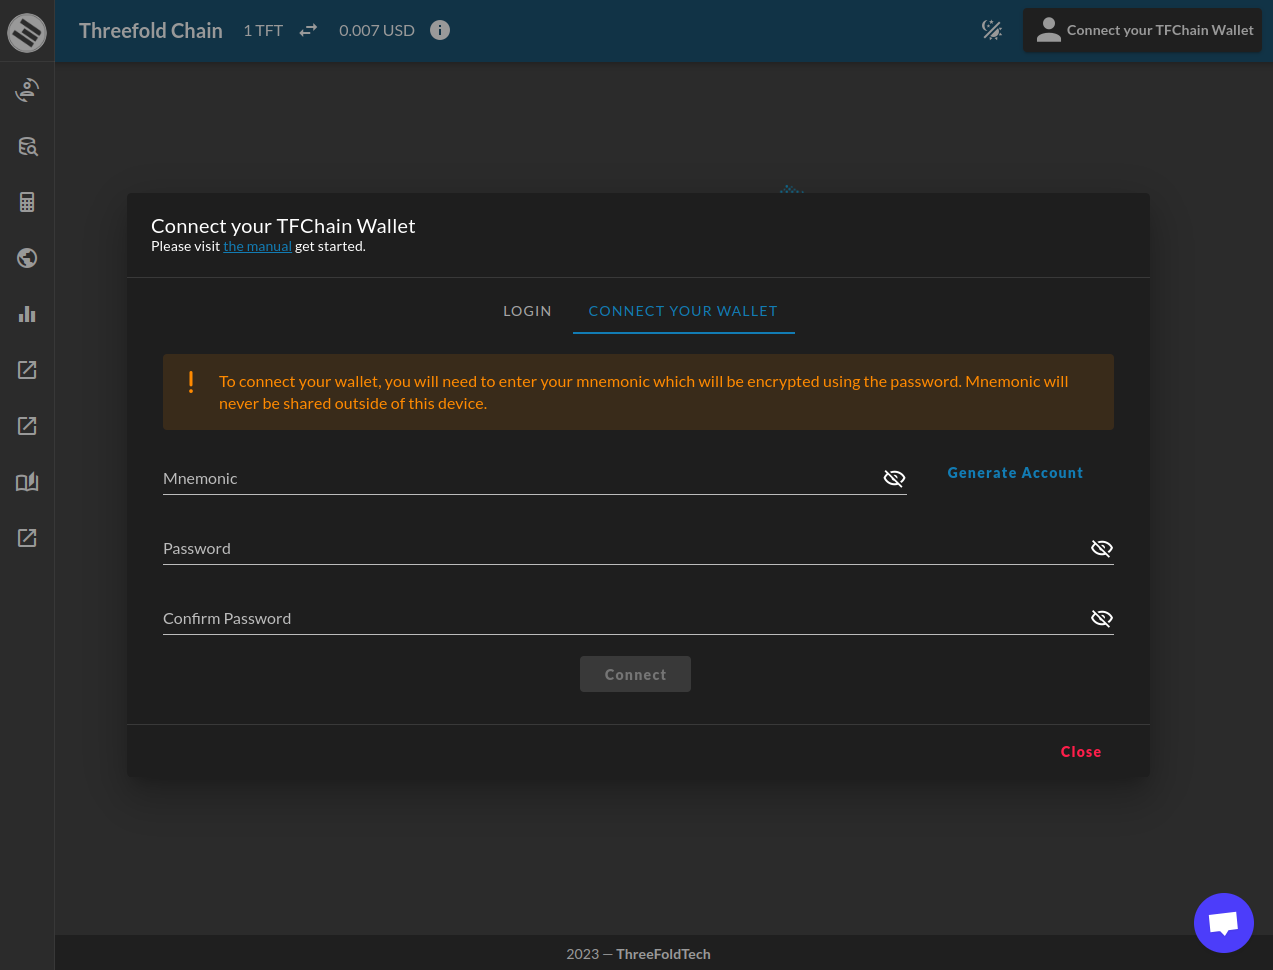 Threefold Chain 1 TFT 0.007 USD Connect your TFChain Wallet
Connect your TFChain Wallet
Please visit the manual get started.
LOGIN CONNECT YOUR WALLET
To connect your wallet, you will need to enter your mnemonic which will be encrypted using the password. Mnemonic will
never be shared outside of this device.
Mnemonic Generate Account
Password
Confirm Password
Connect
Close
2023 — ThreeFoldTech